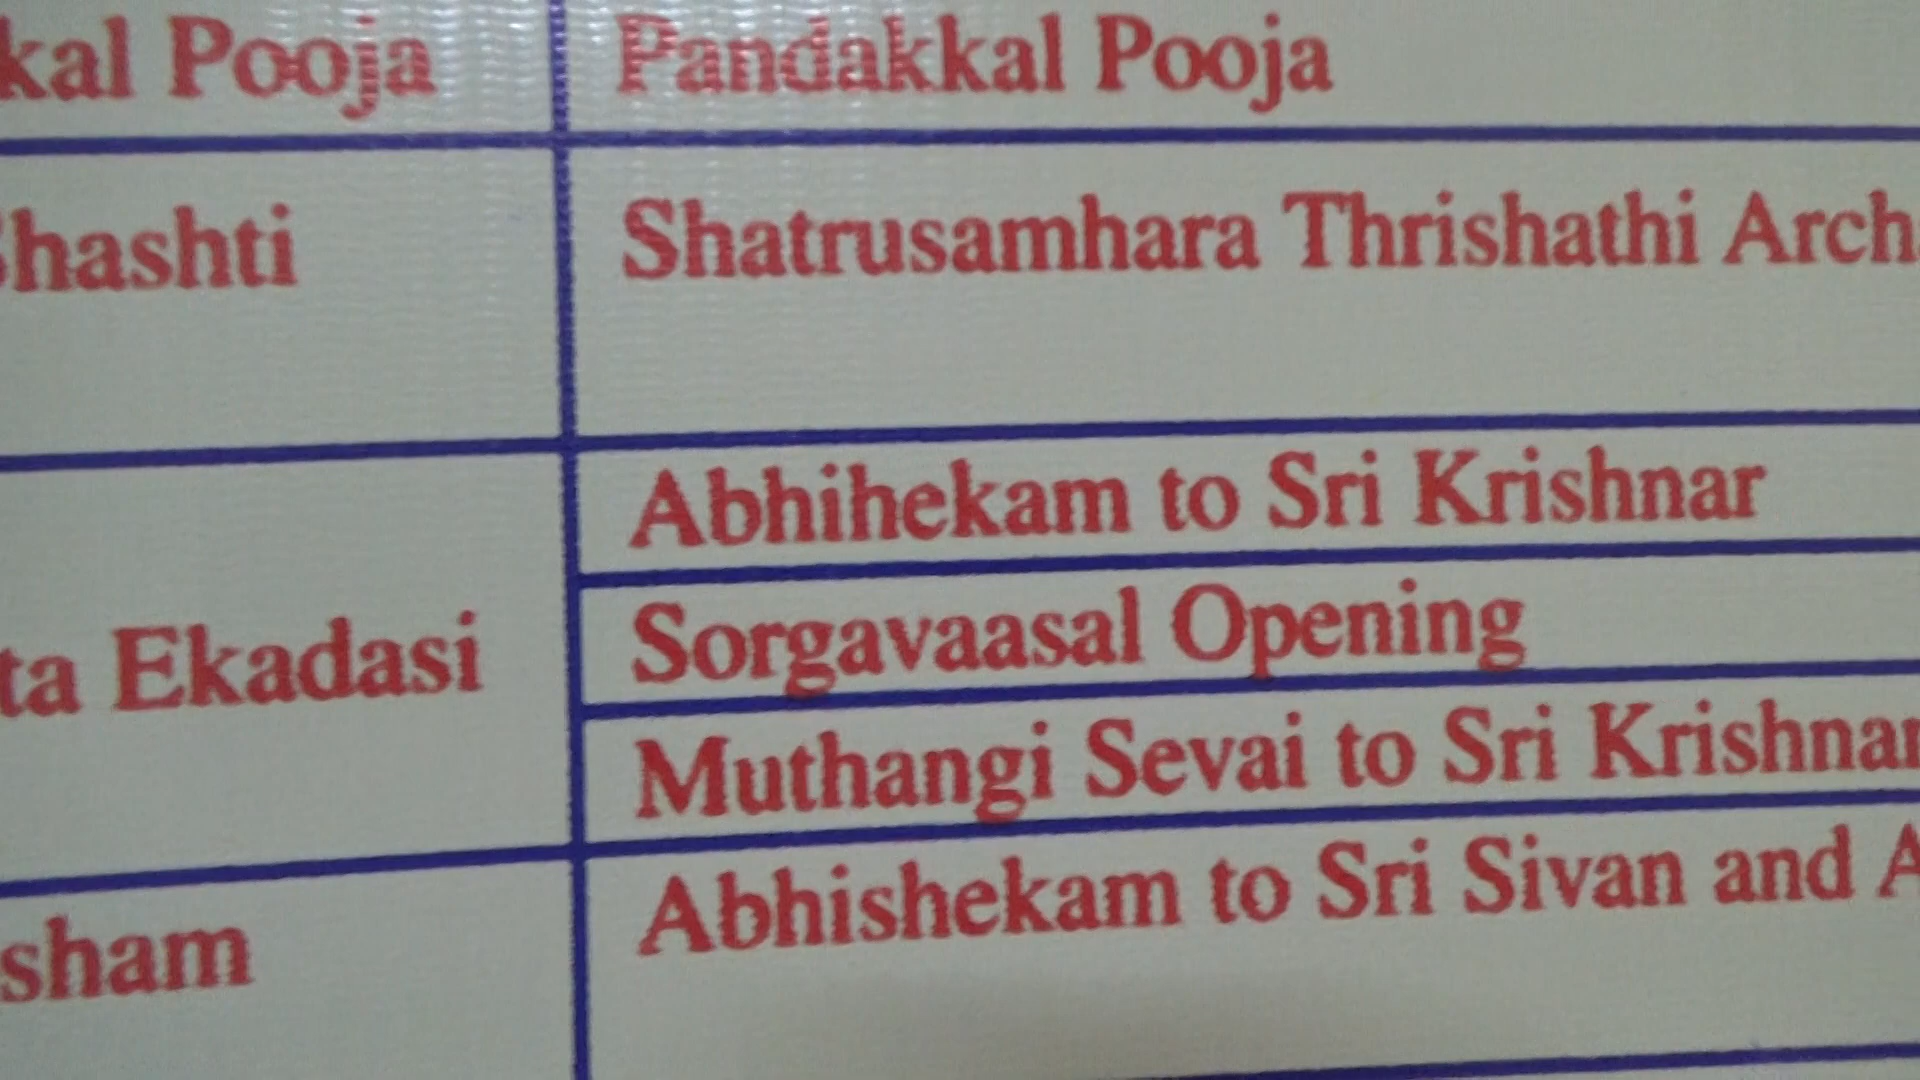 kal Pooja Pandakkal Pooja
Shashti Shatrusamhara Thrishathi Arch
Abhihekam to Sri Krishnar
ta Ekadasi Sorgavaasal Opening
Muthangi Sevai to Sri Krishnar
sham Abhishekam to Sri Sivan and A